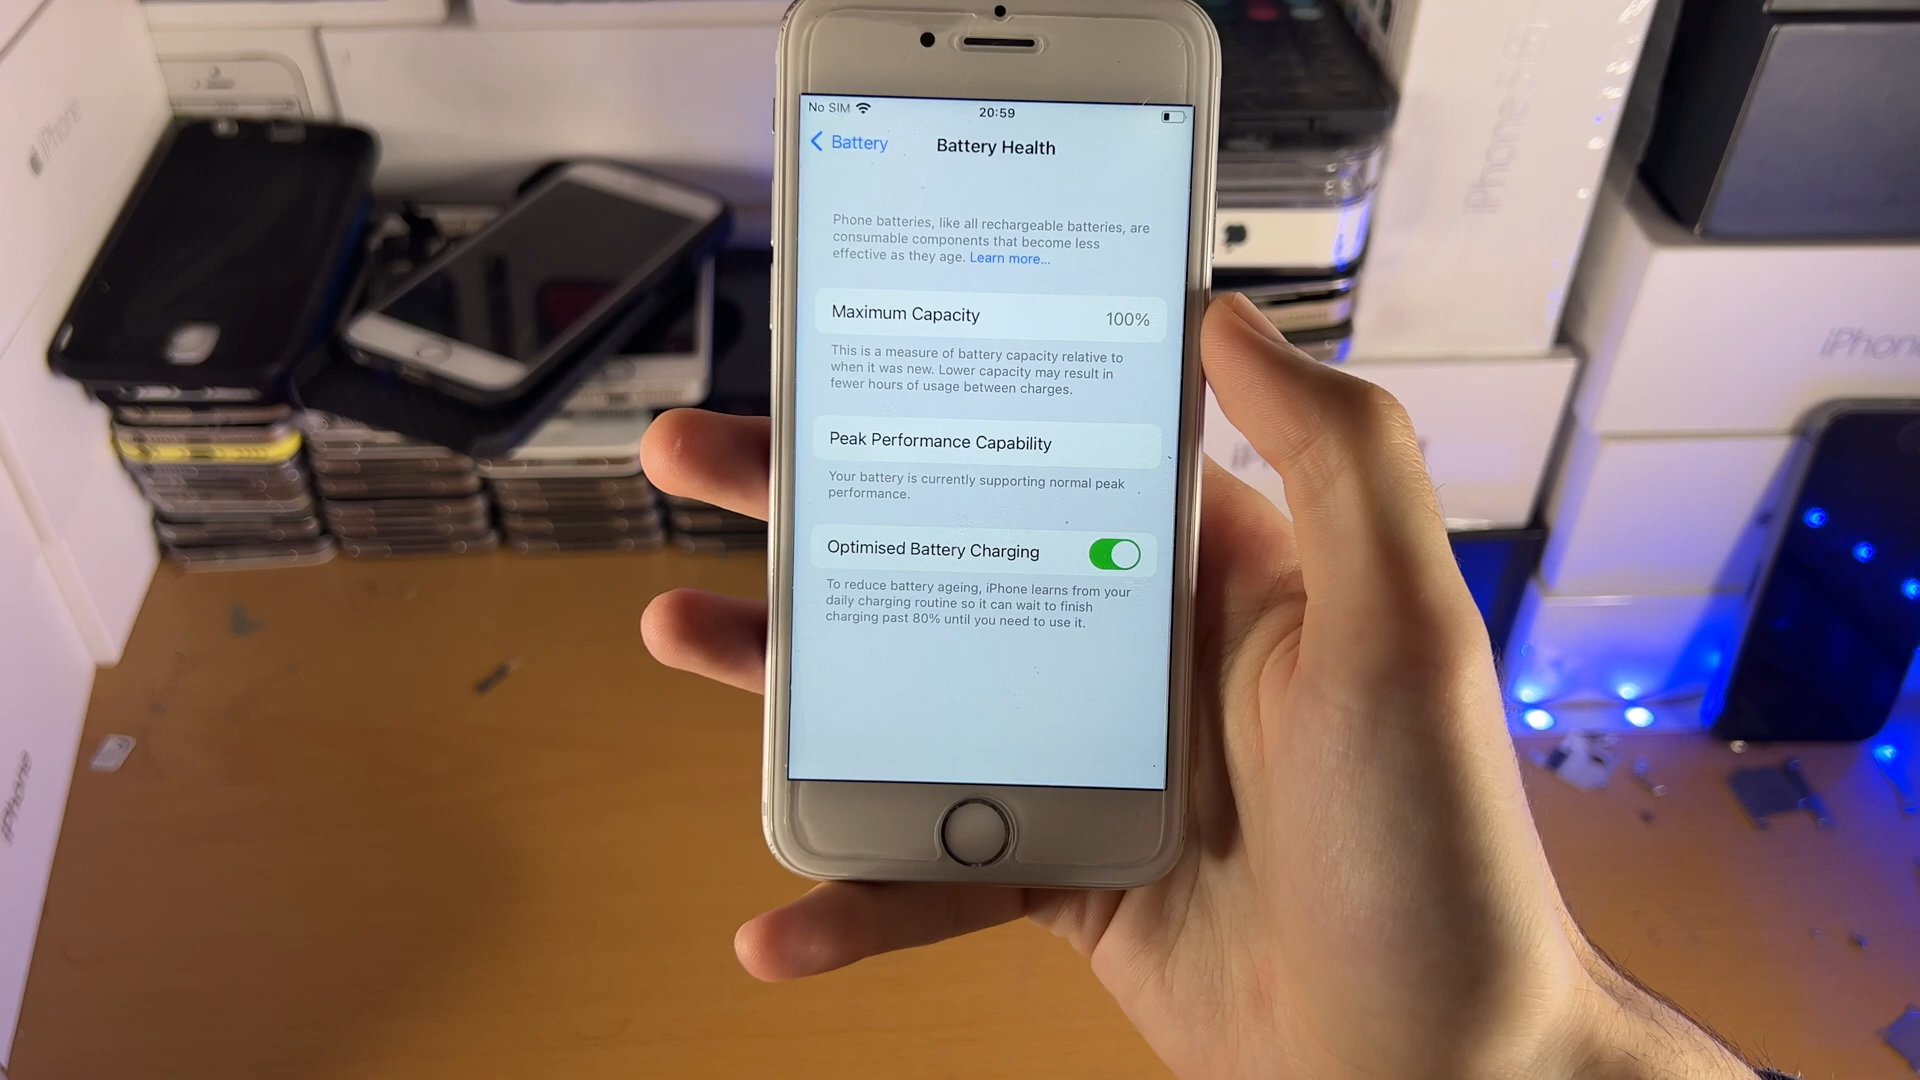 No SIM
20:59
Battery
Battery Health
Phone batteries, like all rechargeable batteries, are
consumable components that become less
effective as they age. Learn more...
Maximum Capacity
100%
This is a measure of battery capacity relative to
when it was new. Lower capacity may result in
fewer hours of usage between charges.
Peak Performance Capability
Your battery is currently supporting normal peak
performance.
Optimised Battery Charging
To reduce battery ageing, iPhone learns from your
daily charging routine so it can wait to finish
charging past 80% until you need to use it.
iPhone
iPhone
iPhone
iPhone